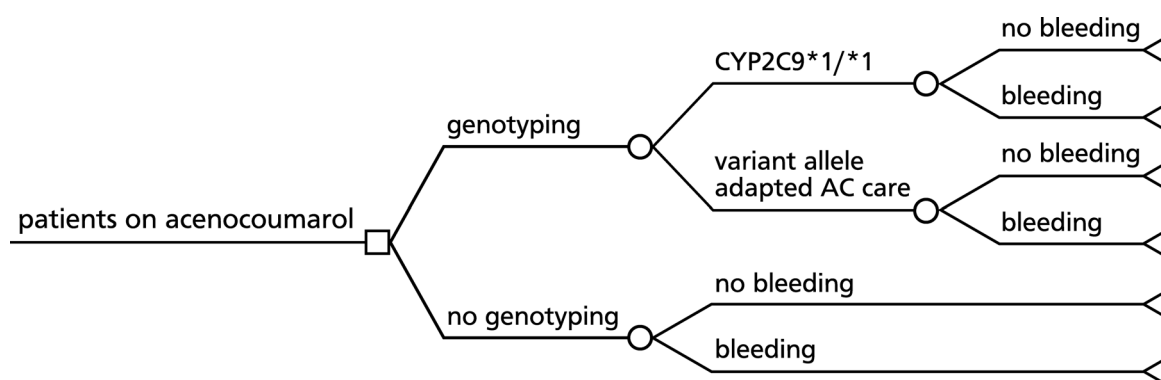 no bleeding
CYP2C9*1/*1
bleeding
genotyping
no bleeding
variant allele
adapted AC care
bleeding
patients on acenocoumarol
no bleeding
no genotyping
bleeding